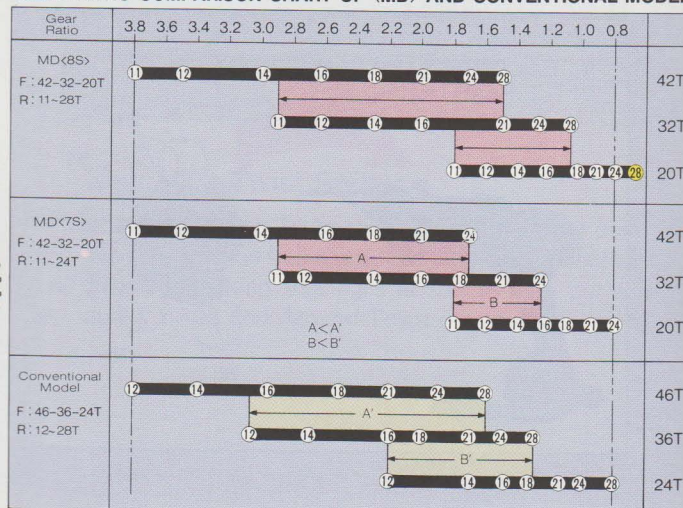 COMPARISON CHART OF ‹MD› AND CONVENTIONAL MODEL
Gear Ratio 3.8 3.6 3.4 3.2 3.0 2.8 2.6 2.4 2.2 2.0 1.8 1.6 1.4 1.2 1.0 0.8
MD<8S>
F : 42-32-20T
R : 11~28T
11 12 14 16 18 21 24 28 42T
11 12 14 16 21 24 28 32T
11 12 14 16 18 21 24 28 20T
MD<7S>
F : 42-32-20T
R : 11~24T
11 12 14 16 18 21 24 42T
A
11 12 14 16 18 21 24 32T
B
11 12 14 16 18 21 24 20T
A<A'
B<B'
Conventional
Model
F : 46-36-24T
R : 12~28T
12 14 16 18 21 24 28 46T
A'
12 14 16 18 21 24 28 36T
B'
12 14 16 18 21 24 28 24T